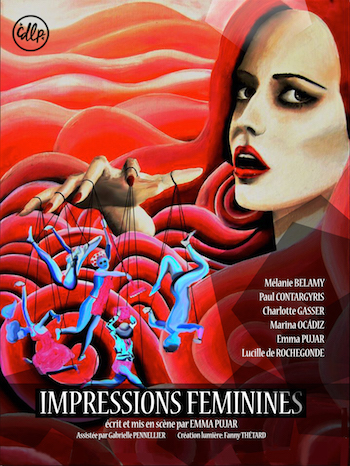 cdlp.
Mélanie BELAMY
Paul CONTARGYRIS
Charlotte GASSER
Marina OCÁDIZ
Emma PUJAR
Lucille de ROCHEGONDE
IMPRESSIONS FEMININES
écrit et mis en scène par EMMA PUJAR
Assistée par Gabrielle PENNELLIER Création lumière: Fanny THÉTARD